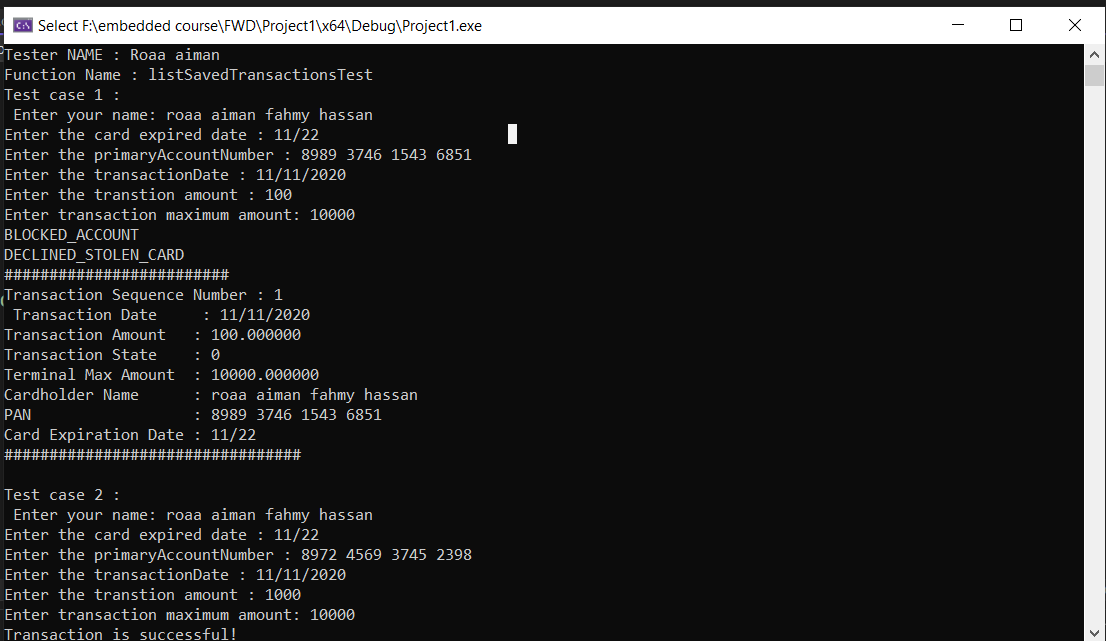 Select F:\embedded course\FWD\Project1\x64\Debug\Project1.exe
Tester NAME : Roaa aiman
Function Name : listSavedTransactionsTest
Test case 1 :
 Enter your name: roaa aiman fahmy hassan
Enter the card expired date : 11/22
Enter the primaryAccountNumber : 8989 3746 1543 6851
Enter the transactionDate : 11/11/2020
Enter the transtion amount : 100
Enter transaction maximum amount: 10000
BLOCKED_ACCOUNT
DECLINED_STOLEN_CARD
#########################
Transaction Sequence Number : 1
 Transaction Date     : 11/11/2020
Transaction Amount   : 100.000000
Transaction State    : 0
Terminal Max Amount  : 10000.000000
Cardholder Name      : roaa aiman fahmy hassan
PAN                  : 8989 3746 1543 6851
Card Expiration Date : 11/22
#################################
Test case 2 :
 Enter your name: roaa aiman fahmy hassan
Enter the card expired date : 11/22
Enter the primaryAccountNumber : 8972 4569 3745 2398
Enter the transactionDate : 11/11/2020
Enter the transtion amount : 1000
Enter transaction maximum amount: 10000
Transaction is successful!